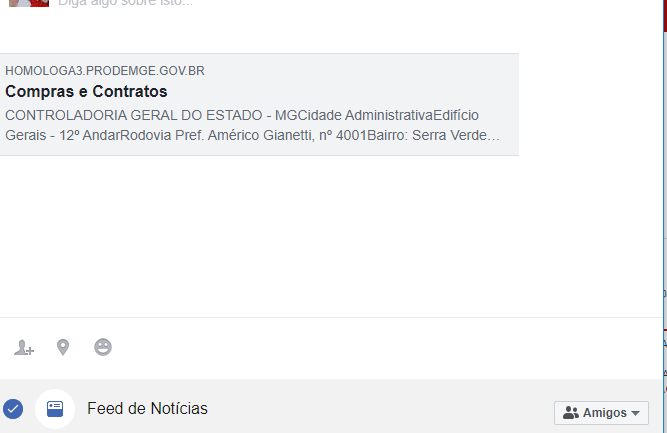 Diga algo sobre isto...
HOMOLOGA3.PRODEMGE.GOV.BR
Compras e Contratos
CONTROLADORIA GERAL DO ESTADO - MGCidade AdministrativaEdifício
Gerais - 12º AndarRodovia Pref. Américo Gianetti, nº 4001Bairro: Serra Verde…
Feed de Notícias
Amigos